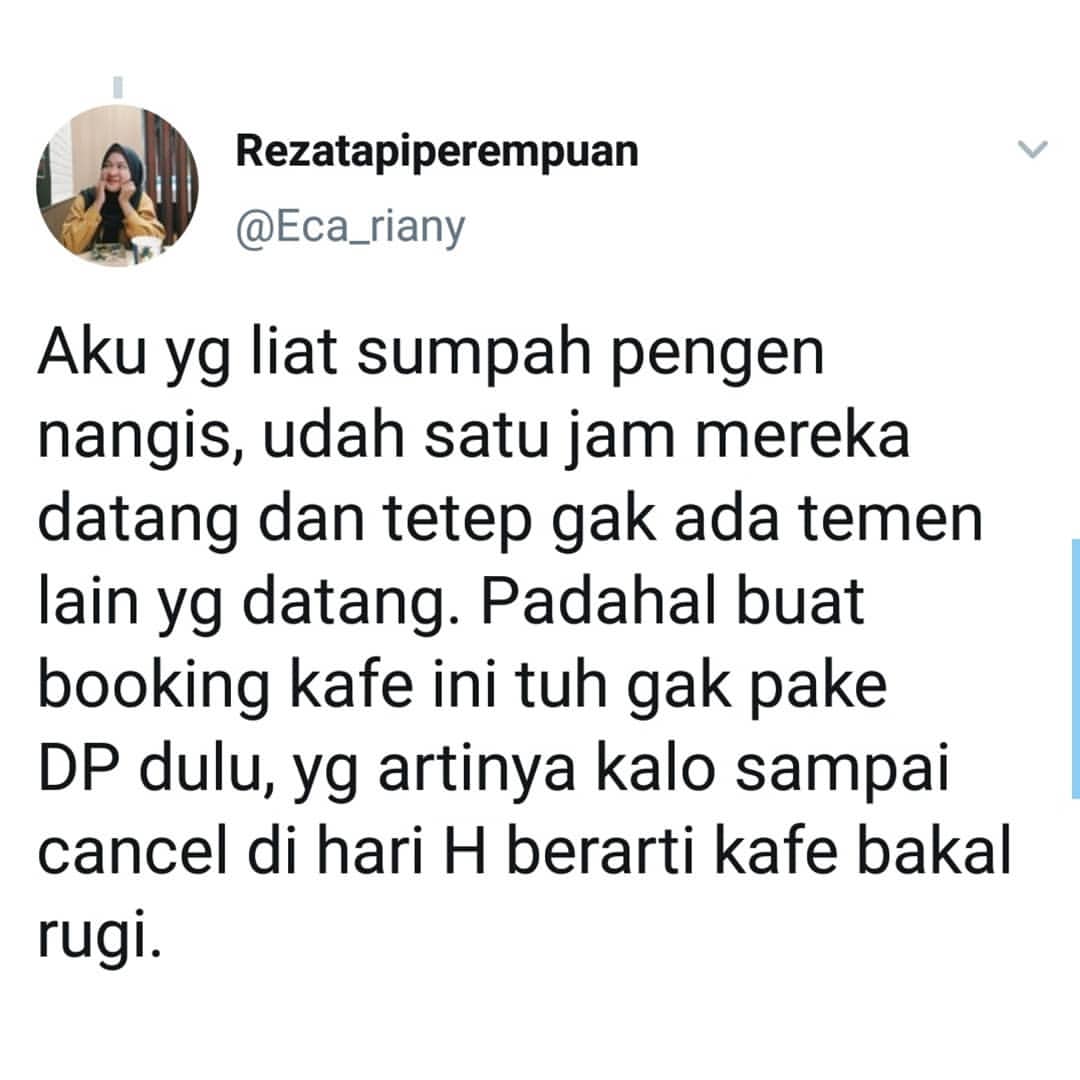 Rezatapiperempuan
@Eca_riany
Aku yg liat sumpah pengen
nangis, udah satu jam mereka
datang dan tetep gak ada temen
lain yg datang. Padahal buat
booking kafe ini tuh gak pake
DP dulu, yg artinya kalo sampai
cancel di hari H berarti kafe bakal
rugi.